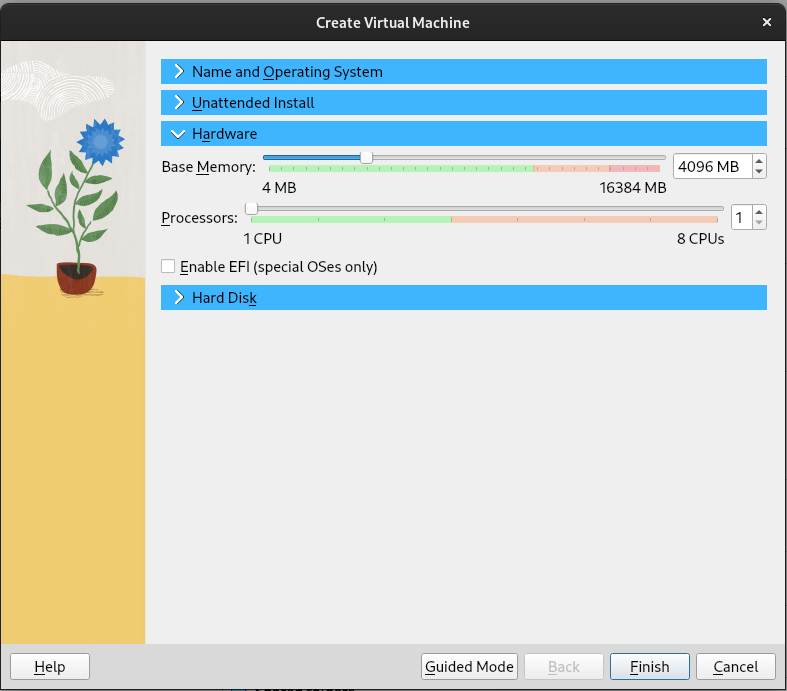 Create Virtual Machine
Name and Operating System
Unattended Install
Hardware
Base Memory: 4096 MB
4 MB 16384 MB
Processors: 1
1 CPU 8 CPUs
Enable EFI (special OSes only)
Hard Disk
Help Guided Mode Back Finish Cancel